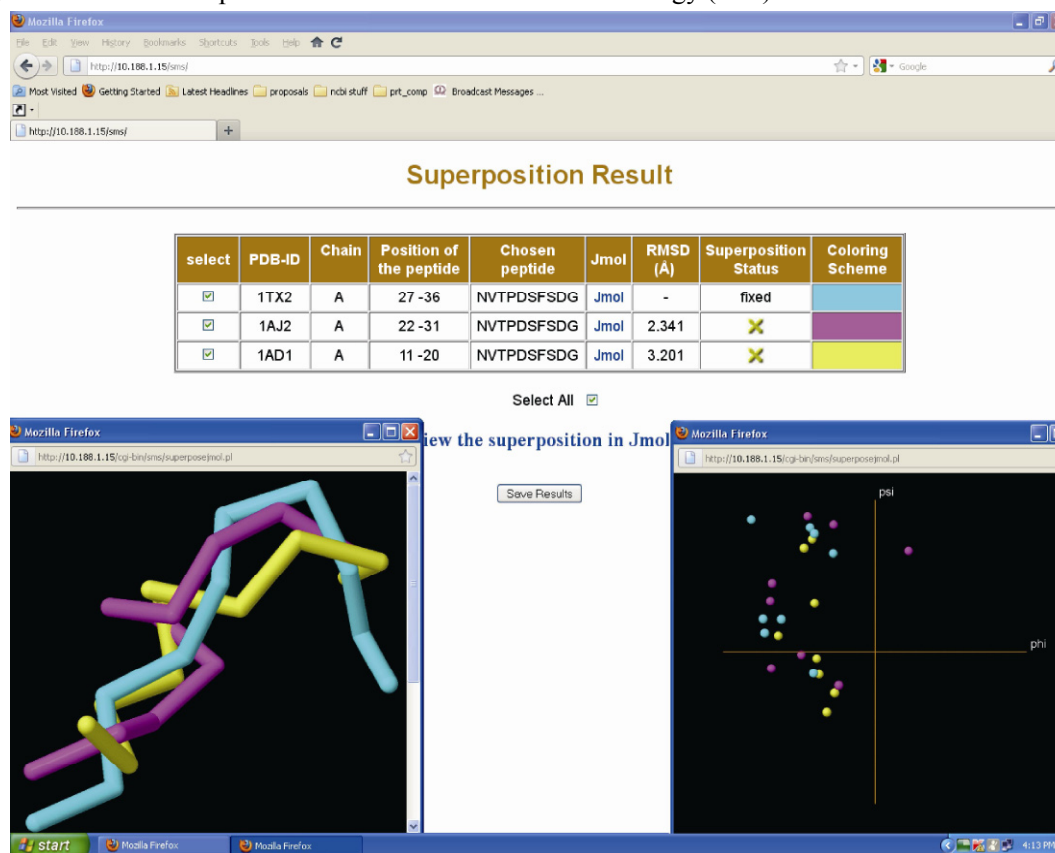 Mozilla Firefox
File Edit View History Bookmarks Shortcuts Tools Help
http://10.188.1.15/sms/
Google
Most Visited Getting Started Latest Headlines proposals ncbi stuff prt_comp Broadcast Messages ...
http://10.188.1.15/sms/ +
Superposition Result
select PDB-ID Chain Position of the peptide Chosen peptide Jmol RMSD (Å) Superposition Status Coloring Scheme
1TX2 A 27 -36 NVTPDSFSDG Jmol - fixed
1AJ2 A 22 -31 NVTPDSFSDG Jmol 2.341
1AD1 A 11 -20 NVTPDSFSDG Jmol 3.201
Select All
iew the superposition in Jmol
Save Results
Mozilla Firefox
http://10.188.1.15/cgi-bin/sms/superposejmol.pl
Mozilla Firefox
http://10.188.1.15/cgi-bin/sms/superposejmol.pl
psi
phi
start Mozilla Firefox Mozilla Firefox 4:13 PM